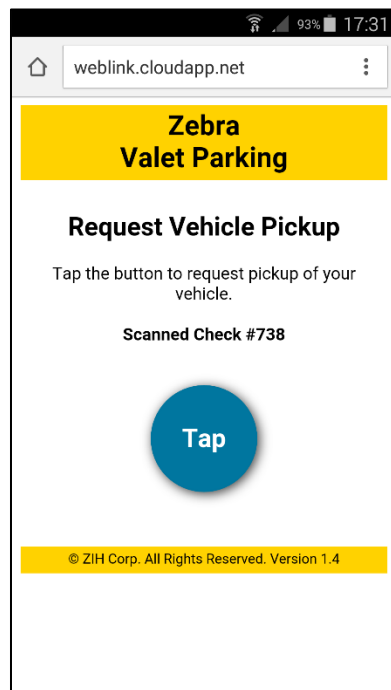 93% 17:31
weblink.cloudapp.net
Zebra
Valet Parking
Request Vehicle Pickup
Tap the button to request pickup of your
vehicle.
Scanned Check #738
Tap
© ZIH Corp. All Rights Reserved. Version 1.4